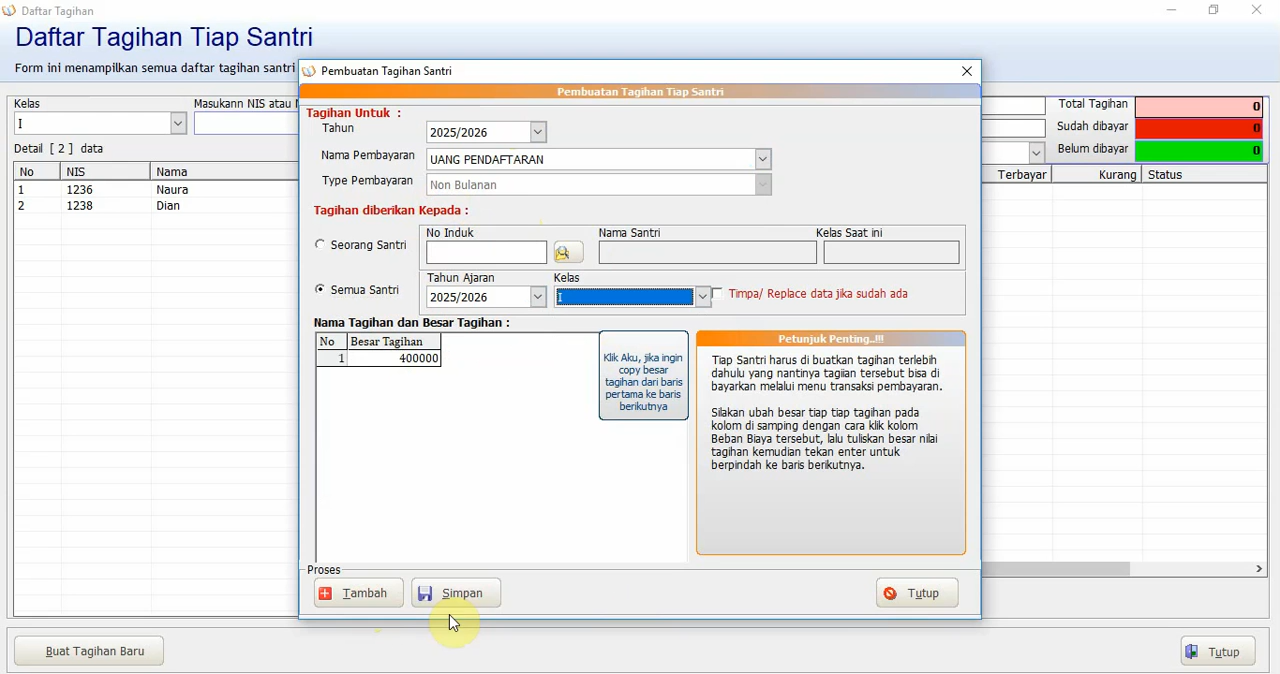 Daftar Tagihan
Daftar Tagihan Tiap Santri
Form ini menampilkan semua daftar tagihan santri
Kelas
Masukann NIS atau
I
Detail [ 2 ] data
No NIS Nama
1 1236 Naura
2 1238 Dian
Pembuatan Tagihan Santri
Pembuatan Tagihan Tiap Santri
Tagihan Untuk :
Tahun
2025/2026
Nama Pembayaran
UANG PENDAFTARAN
Type Pembayaran
Non Bulanan
Tagihan diberikan Kepada :
Seorang Santri
No Induk
Nama Santri
Kelas Saat ini
Semua Santri
Tahun Ajaran
2025/2026
Kelas
I
Timpa/ Replace data jika sudah ada
Nama Tagihan dan Besar Tagihan :
No Besar Tagihan
1 400000
Klik Aku, jika ingin
copy besar
tagihan dari baris
pertama ke baris
berikutnya
Petunjuk Penting..!!!
Tiap Santri harus di buatkan tagihan terlebih
dahulu yang nantinya tagiian tersebut bisa di
bayarkan melalui menu transaksi pembayaran.
Silakan ubah besar tiap tiap tagihan pada
kolom di samping dengan cara klik kolom
Beban Biaya tersebut, lalu tuliskan besar nilai
tagihan kemudian tekan enter untuk
berpindah ke baris berikutnya.
Proses
Tambah
Simpan
Tutup
Total Tagihan 0
Sudah dibayar 0
Belum dibayar 0
Terbayar Kurang Status
Buat Tagihan Baru
Tutup